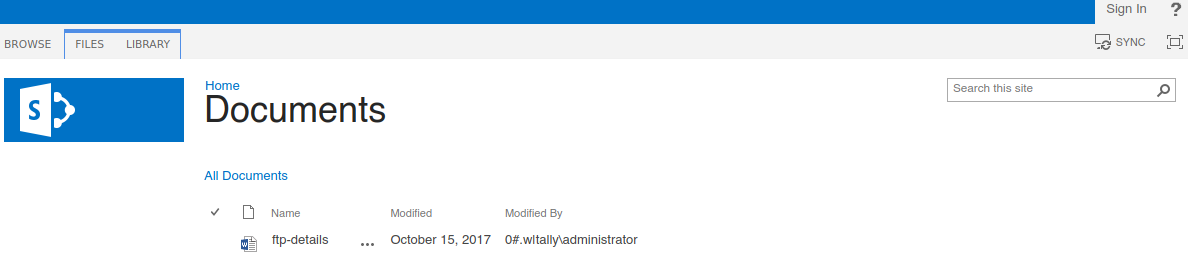 Sign In ?
BROWSE FILES LIBRARY SYNC
S
Home
Documents
Search this site
All Documents
Name Modified Modified By
ftp-details ... October 15, 2017 0#.w|tally\administrator